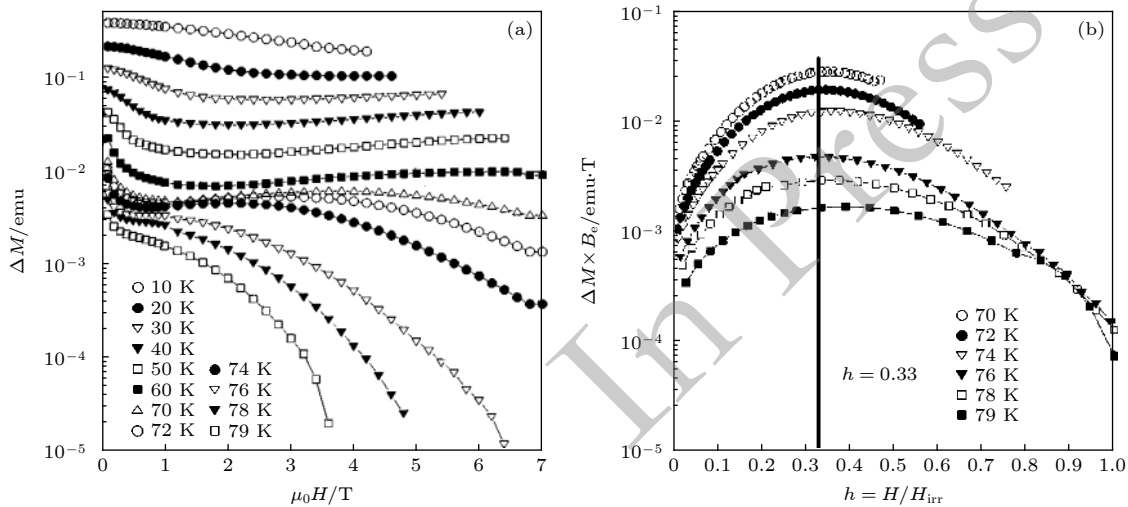 (a)
10⁻¹
10⁻²
10⁻³
10⁻⁴
10⁻⁵
ΔM/emu
10 K
20 K
30 K
40 K
50 K
60 K
70 K
72 K
74 K
76 K
78 K
79 K
0 1 2 3 4 5 6 7
μ₀H/T
(b)
10⁻¹
10⁻²
10⁻³
10⁻⁴
10⁻⁵
ΔM × Bₑ/emu·T
h = 0.33
70 K
72 K
74 K
76 K
78 K
79 K
0 0.1 0.2 0.3 0.4 0.5 0.6 0.7 0.8 0.9 1.0
h = H/Hᵢᵣᵣ
In Press